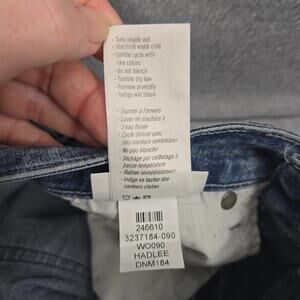 - Turn inside out
- Machine wash cold
- Gentle cycle with
like colors
- Do not bleach
- Tumble dry low
- Remove promptly
- Indigo will bleed
- Tourner à l'envers
- Laver en machine à
l'eau froide
- Cycle délicat avec
des couleurs semblables
- Ne pas blanchir
- Séchage par culbutage à
basse température
- Retirer immédiatement
- Indigo va tacher des
couleurs claires
246610
3237184-090
WO090
HADLEE
DNM184